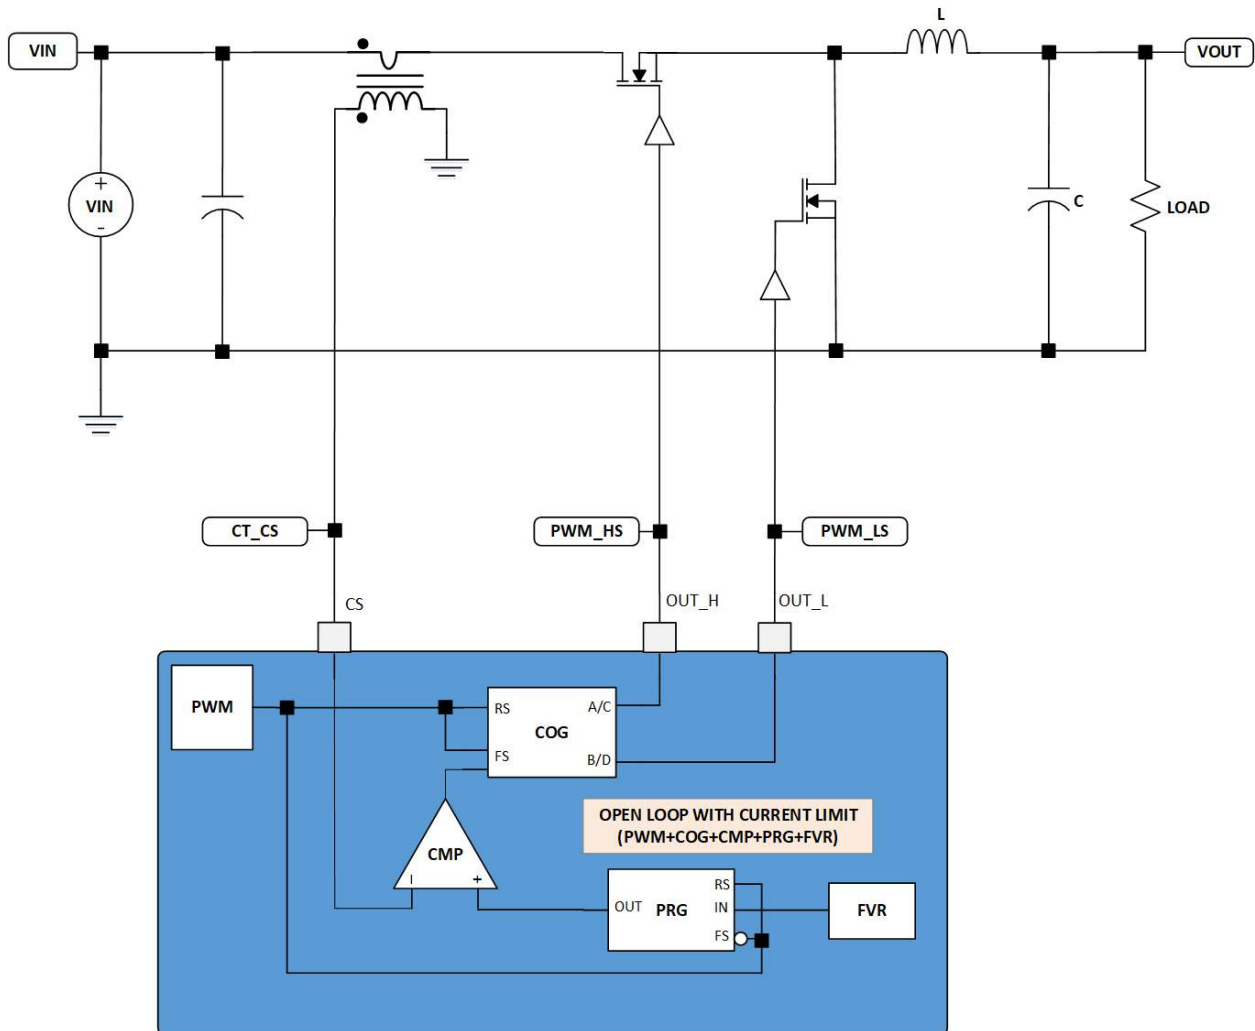 L
VIN
VOUT
+
VIN
-
C
LOAD
CT_CS
PWM_HS
PWM_LS
CS
OUT_H
OUT_L
PWM
RS
A/C
COG
FS
B/D
OPEN LOOP WITH CURRENT LIMIT
(PWM+COG+CMP+PRG+FVR)
CMP
–
+
RS
OUT
PRG
IN
FVR
FS